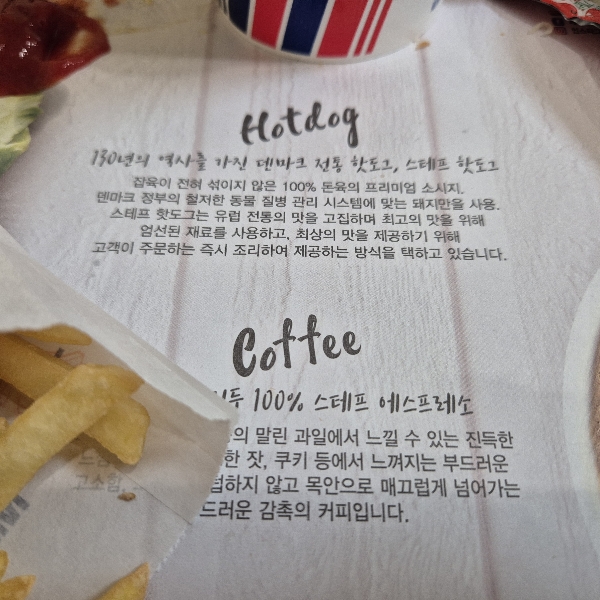 Hotdog
130년의 역사를 가진 덴마크 전통 핫도그, 스테프 핫도그
잡육이 전혀 섞이지 않은 100% 돈육의 프리미엄 소시지.
덴마크 정부의 철저한 동물 질병 관리 시스템에 맞는 돼지만을 사용.
스테프 핫도그는 유럽 전통의 맛을 고집하며 최고의 맛을 위해
엄선된 재료를 사용하고, 최상의 맛을 제공하기 위해
고객이 주문하는 즉시 조리하여 제공하는 방식을 택하고 있습니다.
Coffee
100% 스테프 에스프레소
말린 과일에서 느낄 수 있는 진득한
한 잣, 쿠키 등에서 느껴지는 부드러운
않고 목안으로 매끄럽게 넘어가는
드러운 감촉의 커피입니다.